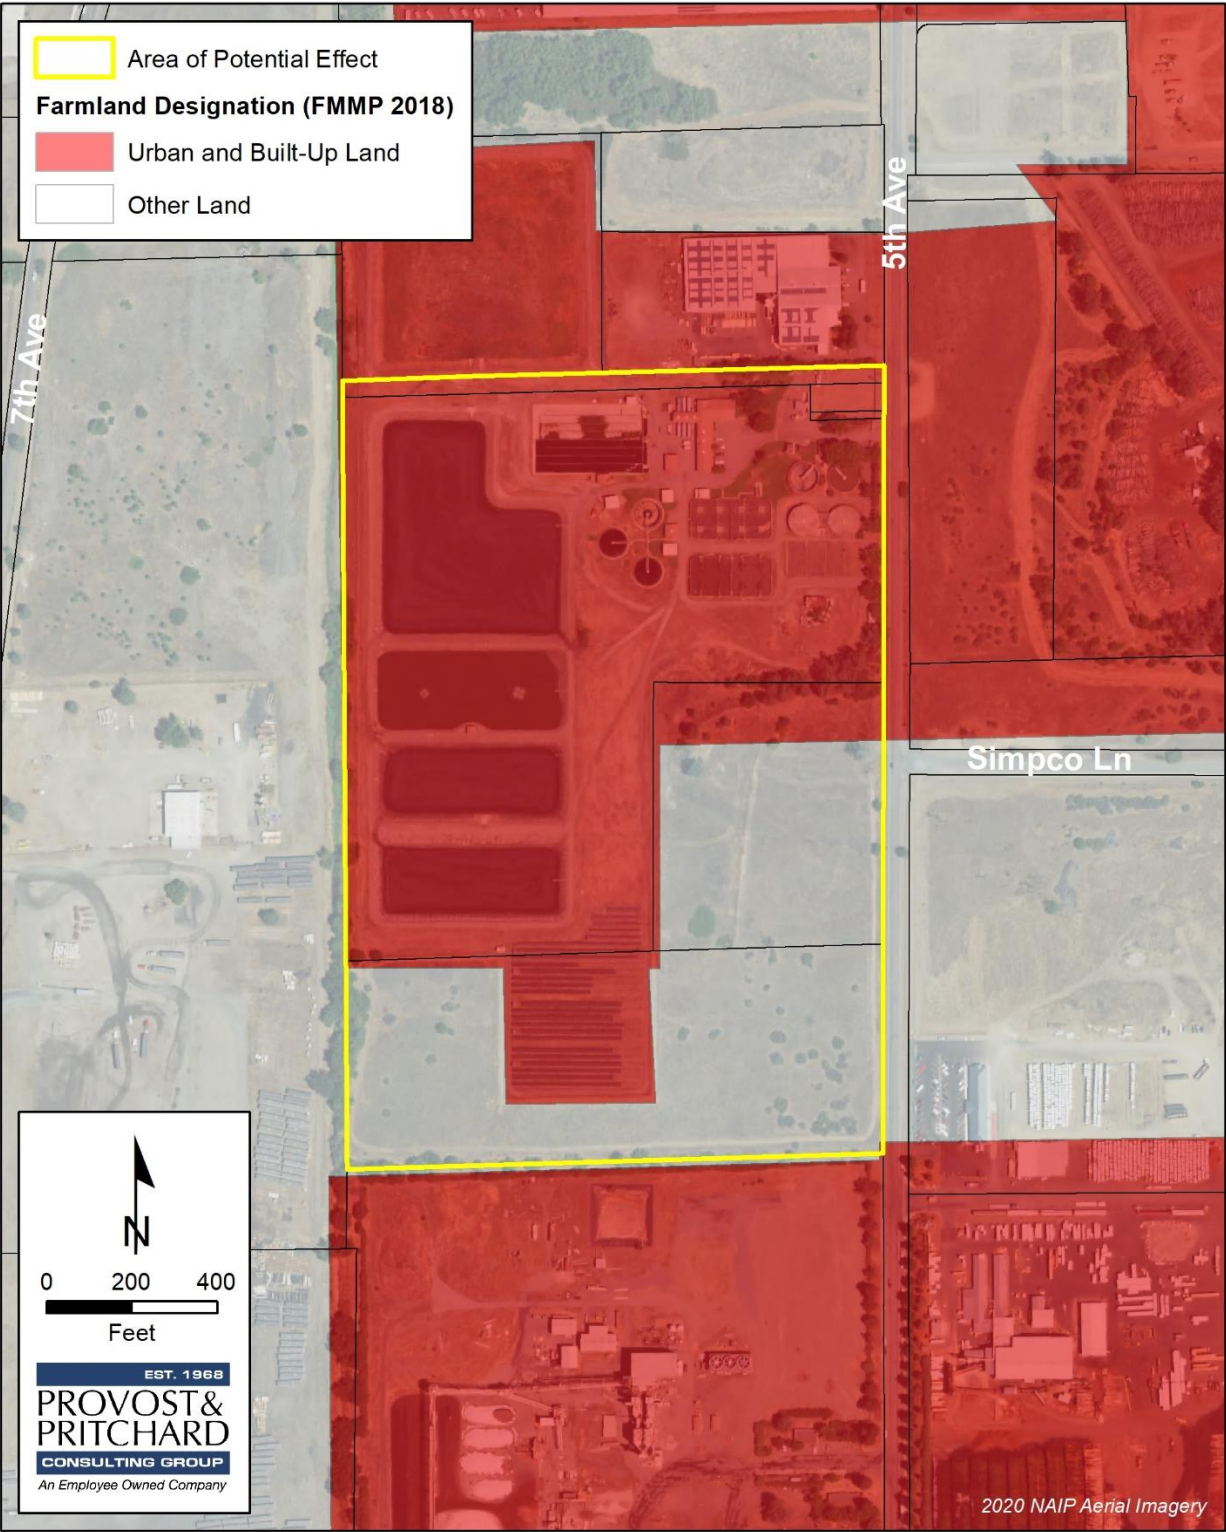 Area of Potential Effect
Farmland Designation (FMMP 2018)
Urban and Built-Up Land
Other Land
5th Ave
7th Ave
Simpco Ln
N
0 200 400
Feet
EST. 1968
PROVOST&
PRITCHARD
CONSULTING GROUP
An Employee Owned Company
2020 NAIP Aerial Imagery